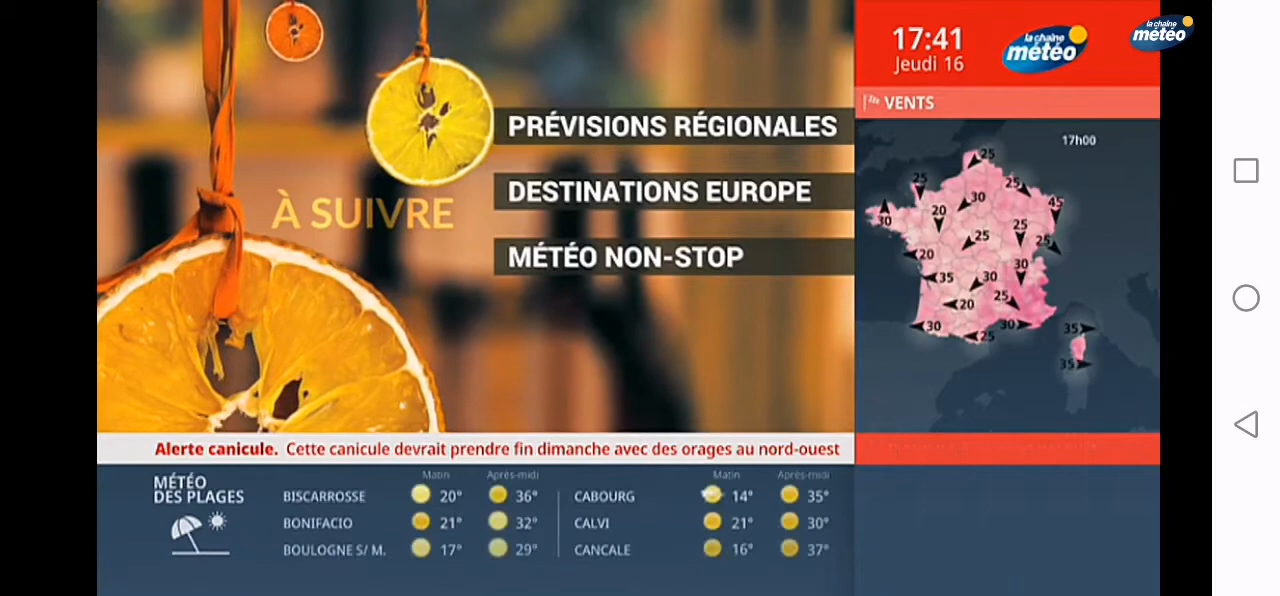 17:41
Jeudi 16
la chaîne
météo
la chaîne
météo
VENTS
17h00
PRÉVISIONS RÉGIONALES
DESTINATIONS EUROPE
MÉTÉO NON-STOP
À SUIVRE
25
25
25
30
45
20
30
25
25
25
20
30
35
30
25
20
30
30
25
35
35
Alerte canicule. Cette canicule devrait prendre fin dimanche avec des orages au nord-ouest
MÉTÉO
DES PLAGES
Matin Après-midi Matin Après-midi
BISCARROSSE 20° 36° CABOURG 14° 35°
BONIFACIO 21° 32° CALVI 21° 30°
BOULOGNE S/ M. 17° 29° CANCALE 16° 37°